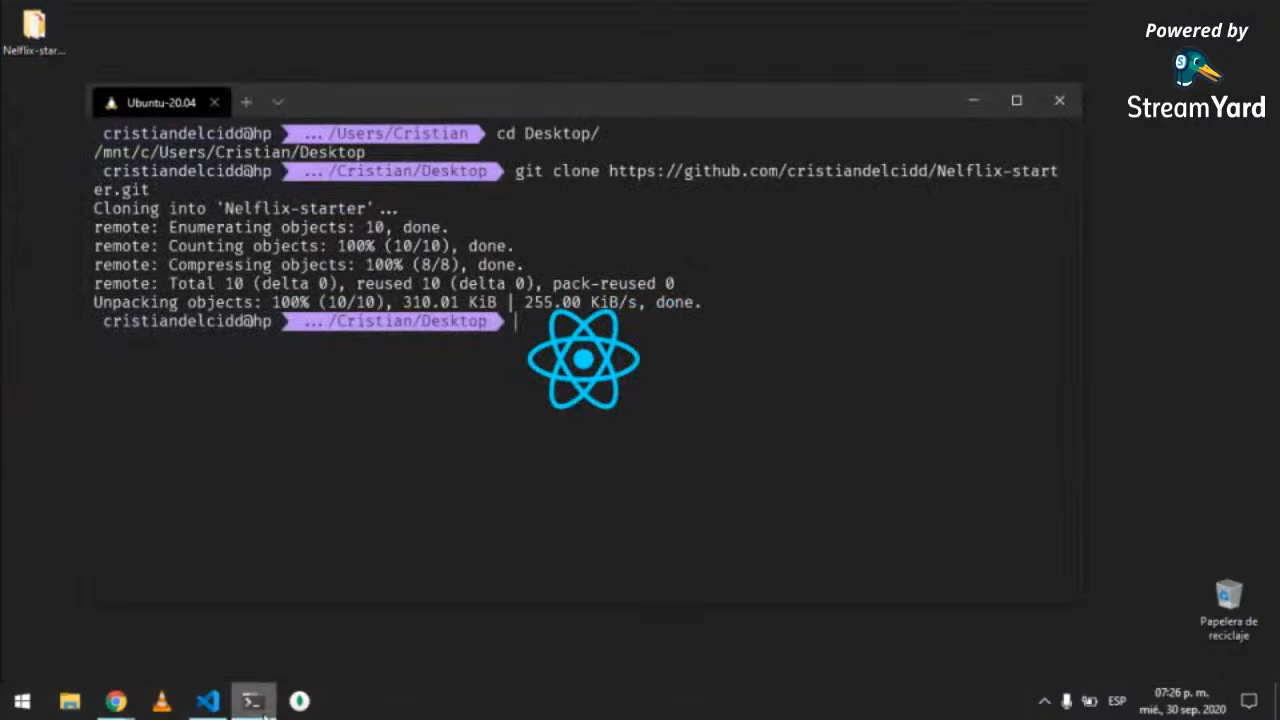 Powered by
StreamYard
Nelflix-star...
Ubuntu-20.04
cristiandelcidd@hp ... /Users/Cristian cd Desktop/
/mnt/c/Users/Cristian/Desktop
cristiandelcidd@hp ... /Cristian/Desktop git clone https://github.com/cristiandelcidd/Nelflix-start
er.git
Cloning into 'Nelflix-starter'...
remote: Enumerating objects: 10, done.
remote: Counting objects: 100% (10/10), done.
remote: Compressing objects: 100% (8/8), done.
remote: Total 10 (delta 0), reused 10 (delta 0), pack-reused 0
Unpacking objects: 100% (10/10), 310.01 KiB | 255.00 KiB/s, done.
cristiandelcidd@hp ... /Cristian/Desktop
Papelera de
reciclaje
ESP
07:26 p. m.
mié., 30 sep. 2020